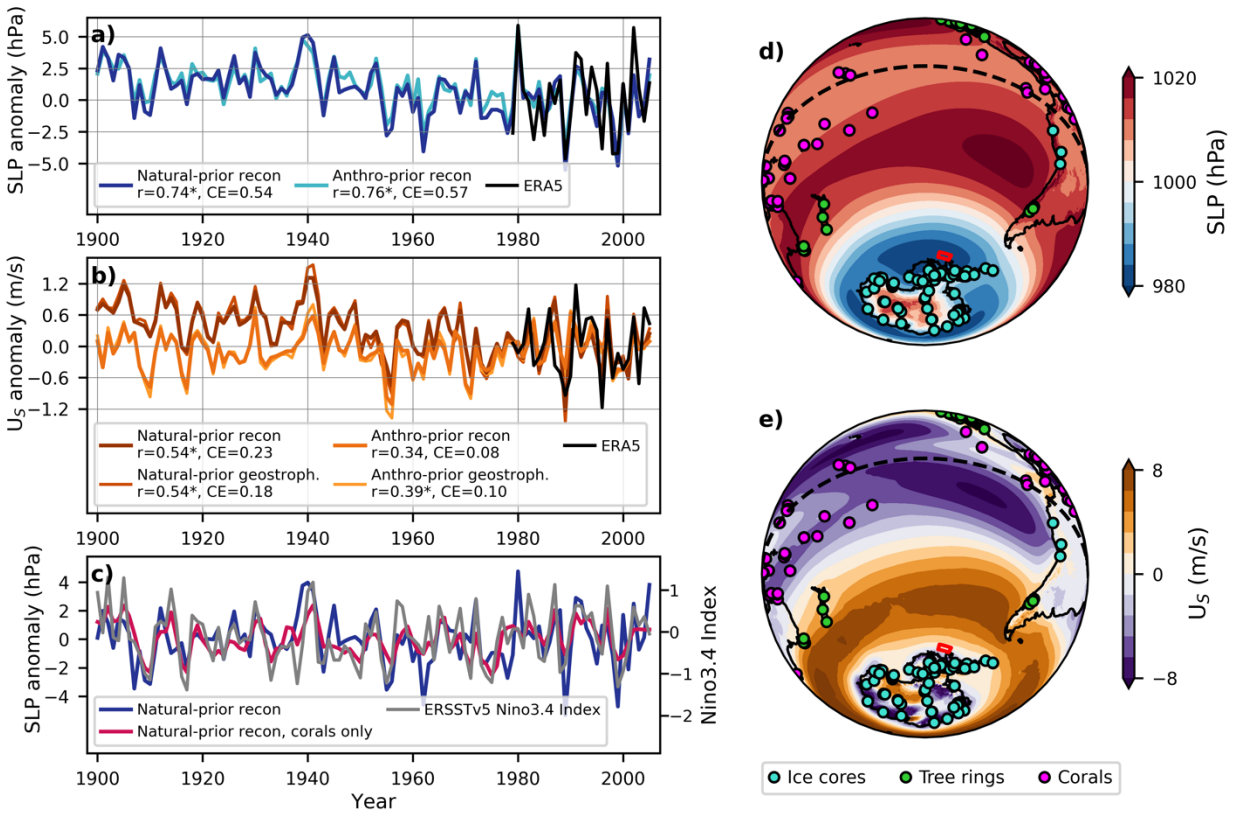 a)
SLP anomaly (hPa)
5.0
2.5
0.0
−2.5
−5.0
Natural-prior recon
r=0.74*, CE=0.54
Anthro-prior recon
r=0.76*, CE=0.57
ERA5
1900 1920 1940 1960 1980 2000
b)
U_S anomaly (m/s)
1.2
0.6
0.0
−0.6
−1.2
Natural-prior recon
r=0.54*, CE=0.23
Natural-prior geostroph.
r=0.54*, CE=0.18
Anthro-prior recon
r=0.34, CE=0.08
Anthro-prior geostroph.
r=0.39*, CE=0.10
ERA5
1900 1920 1940 1960 1980 2000
c)
SLP anomaly (hPa)
4
2
0
−2
−4
Natural-prior recon
Natural-prior recon, corals only
ERSSTv5 Nino3.4 Index
1
0
−1
−2
Nino3.4 Index
1900 1920 1940 1960 1980 2000
Year
d)
1020
1000
980
SLP (hPa)
e)
8
0
−8
U_S (m/s)
Ice cores Tree rings Corals